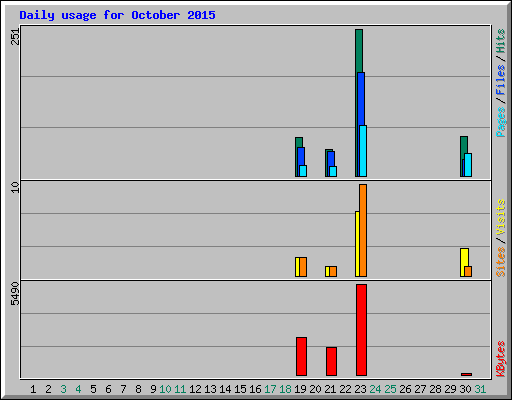 Daily usage for October 2015
251
Pages / Files / Hits
10
Sites / Visits
5490
KBytes
1 2 3 4 5 6 7 8 9 10 11 12 13 14 15 16 17 18 19 20 21 22 23 24 25 26 27 28 29 30 31